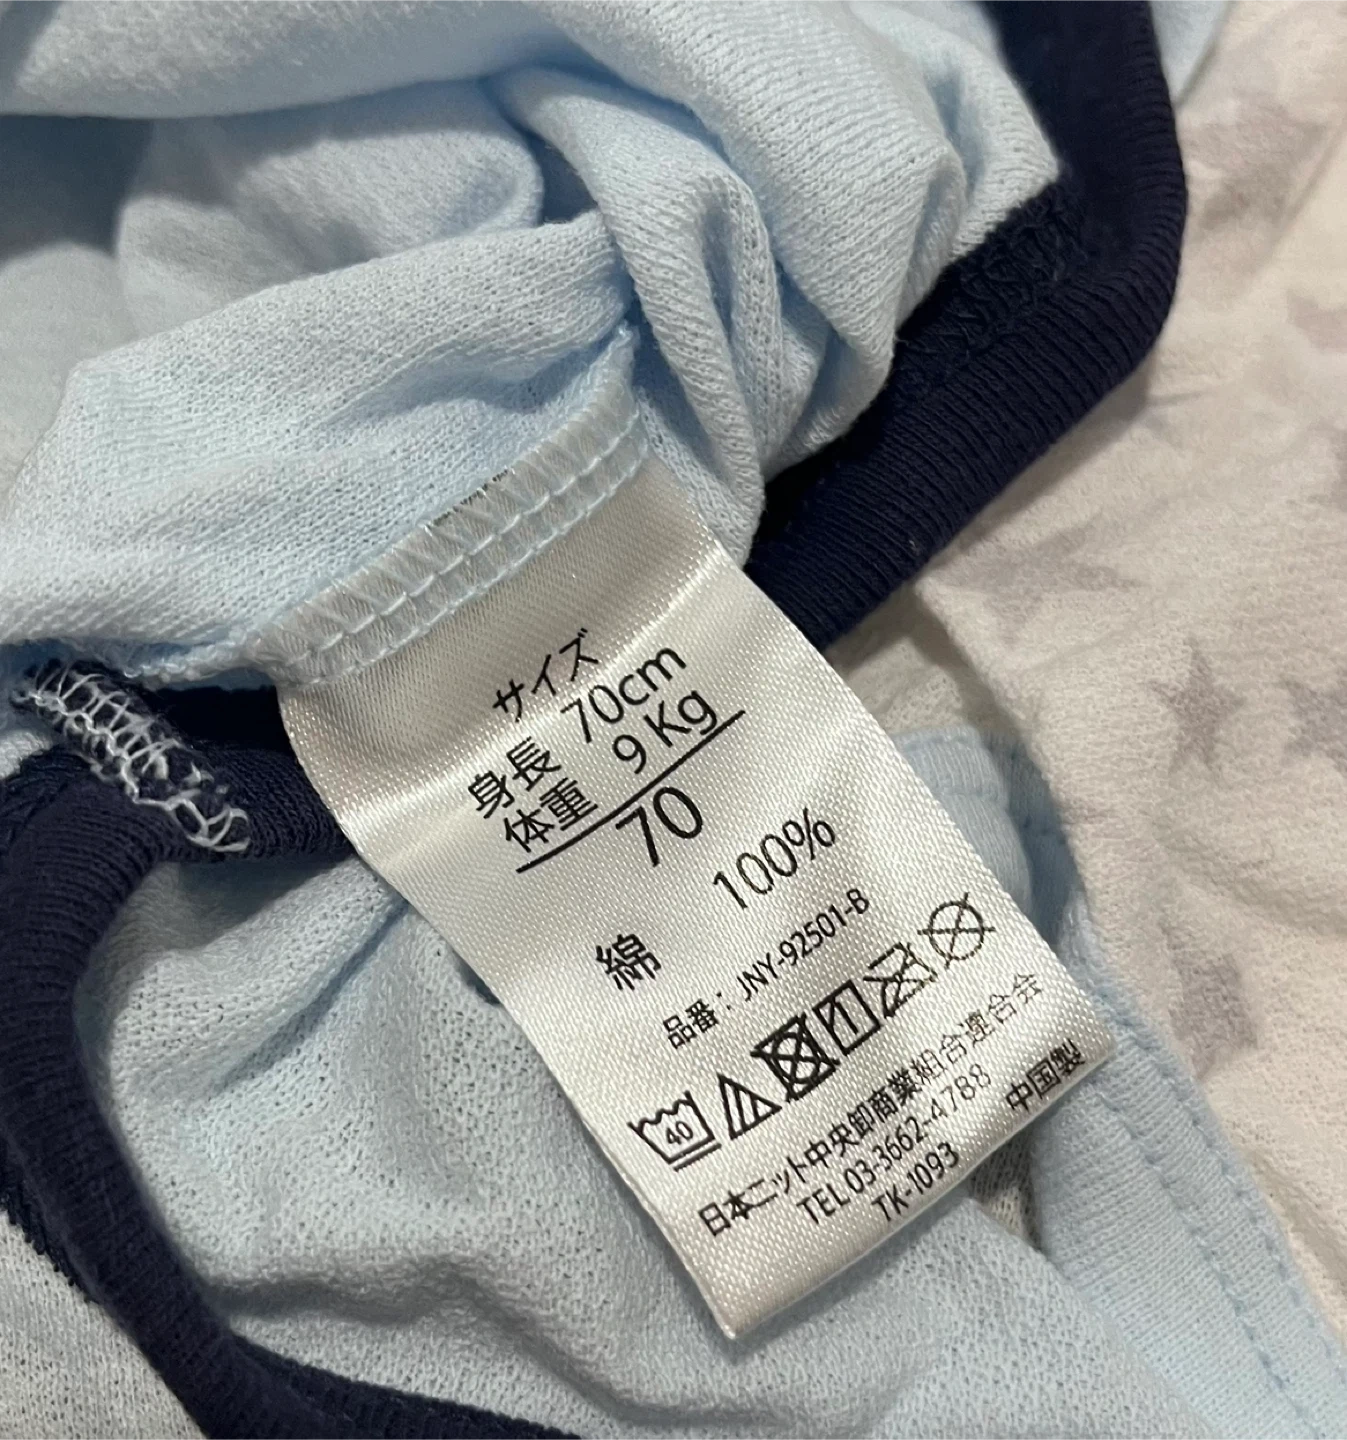 サイズ
身長 70cm
体重 9 Kg
70
綿 100%
品番：JNY-92501-B
40
日本ニット中央卸商業組合連合会
TEL 03-3662-4788 中国製
TK-1093